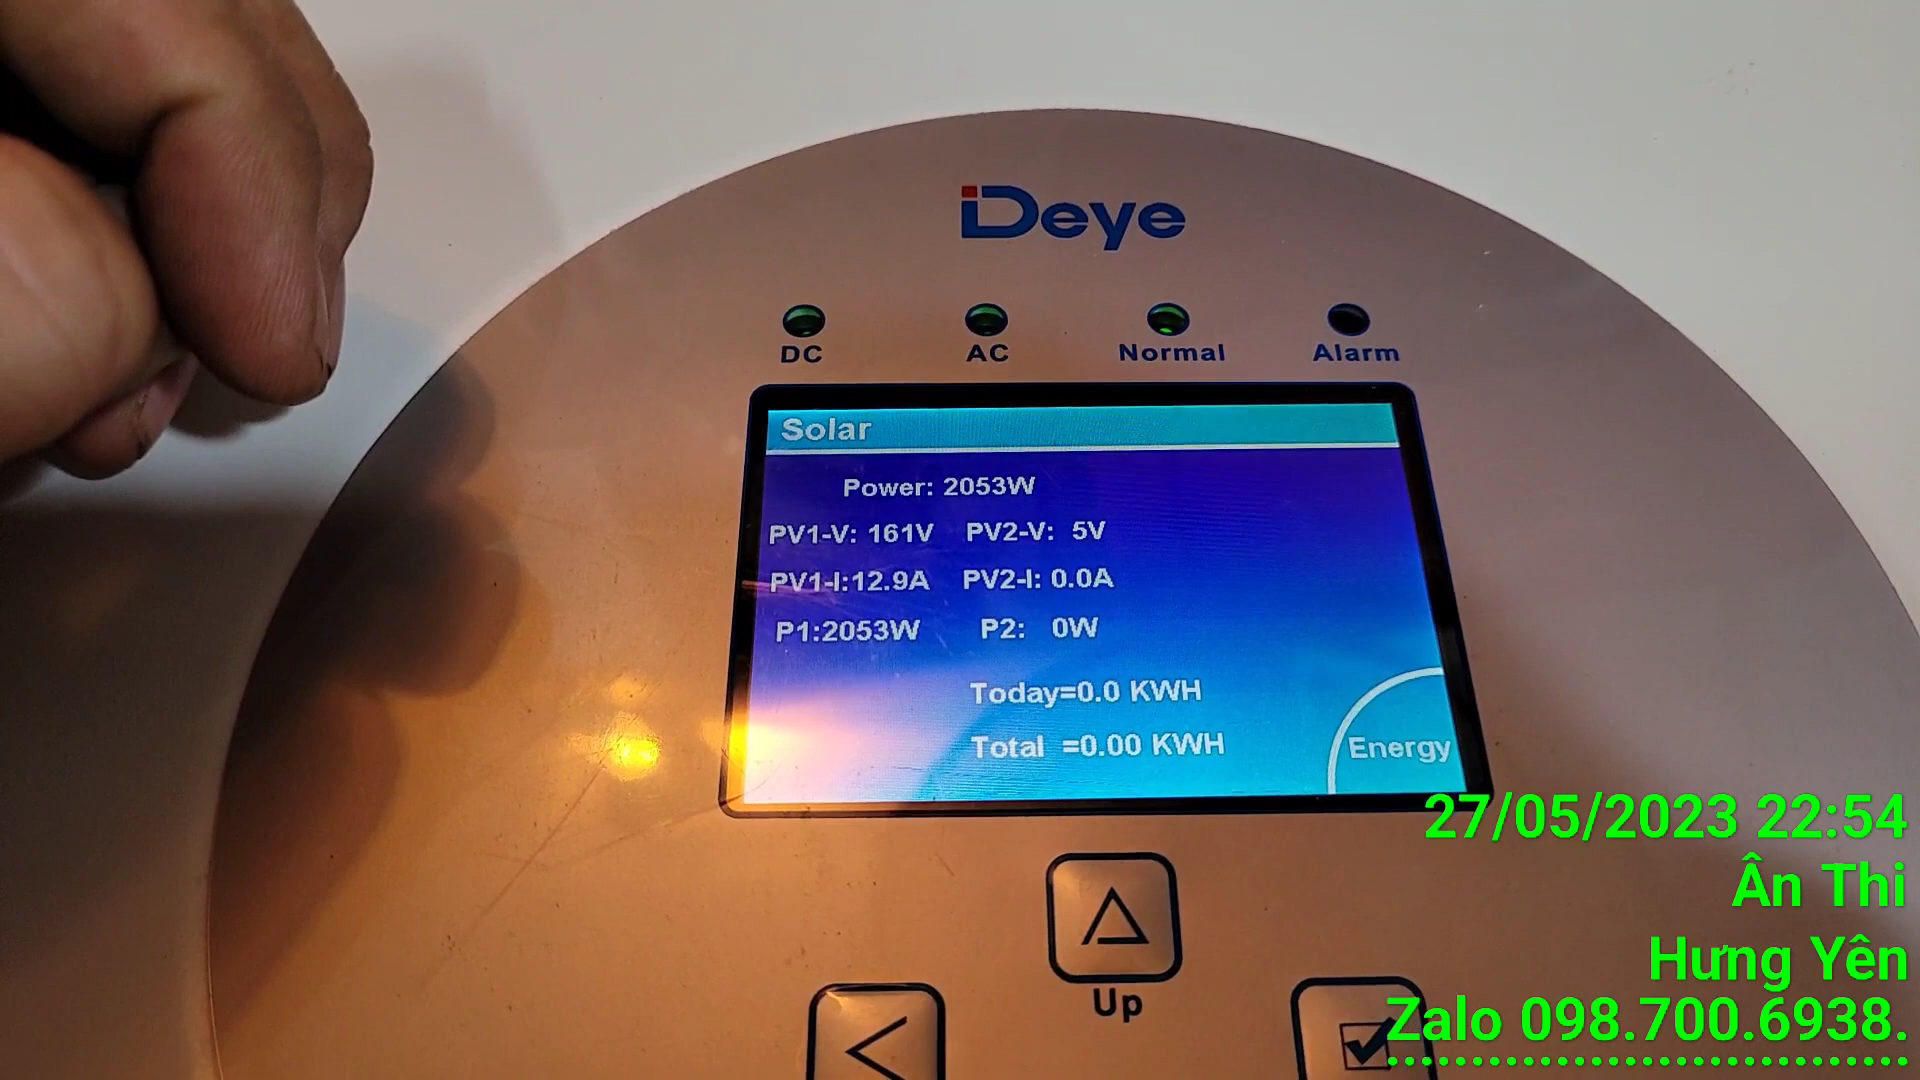 Deye
DC AC Normal Alarm
Solar
Power: 2053W
PV1-V: 161V PV2-V: 5V
PV1-I:12.9A PV2-I: 0.0A
P1:2053W P2: 0W
Today=0.0 KWH
Total =0.00 KWH
Energy
Up
27/05/2023 22:54
Ân Thi
Hưng Yên
Zalo 098.700.6938.